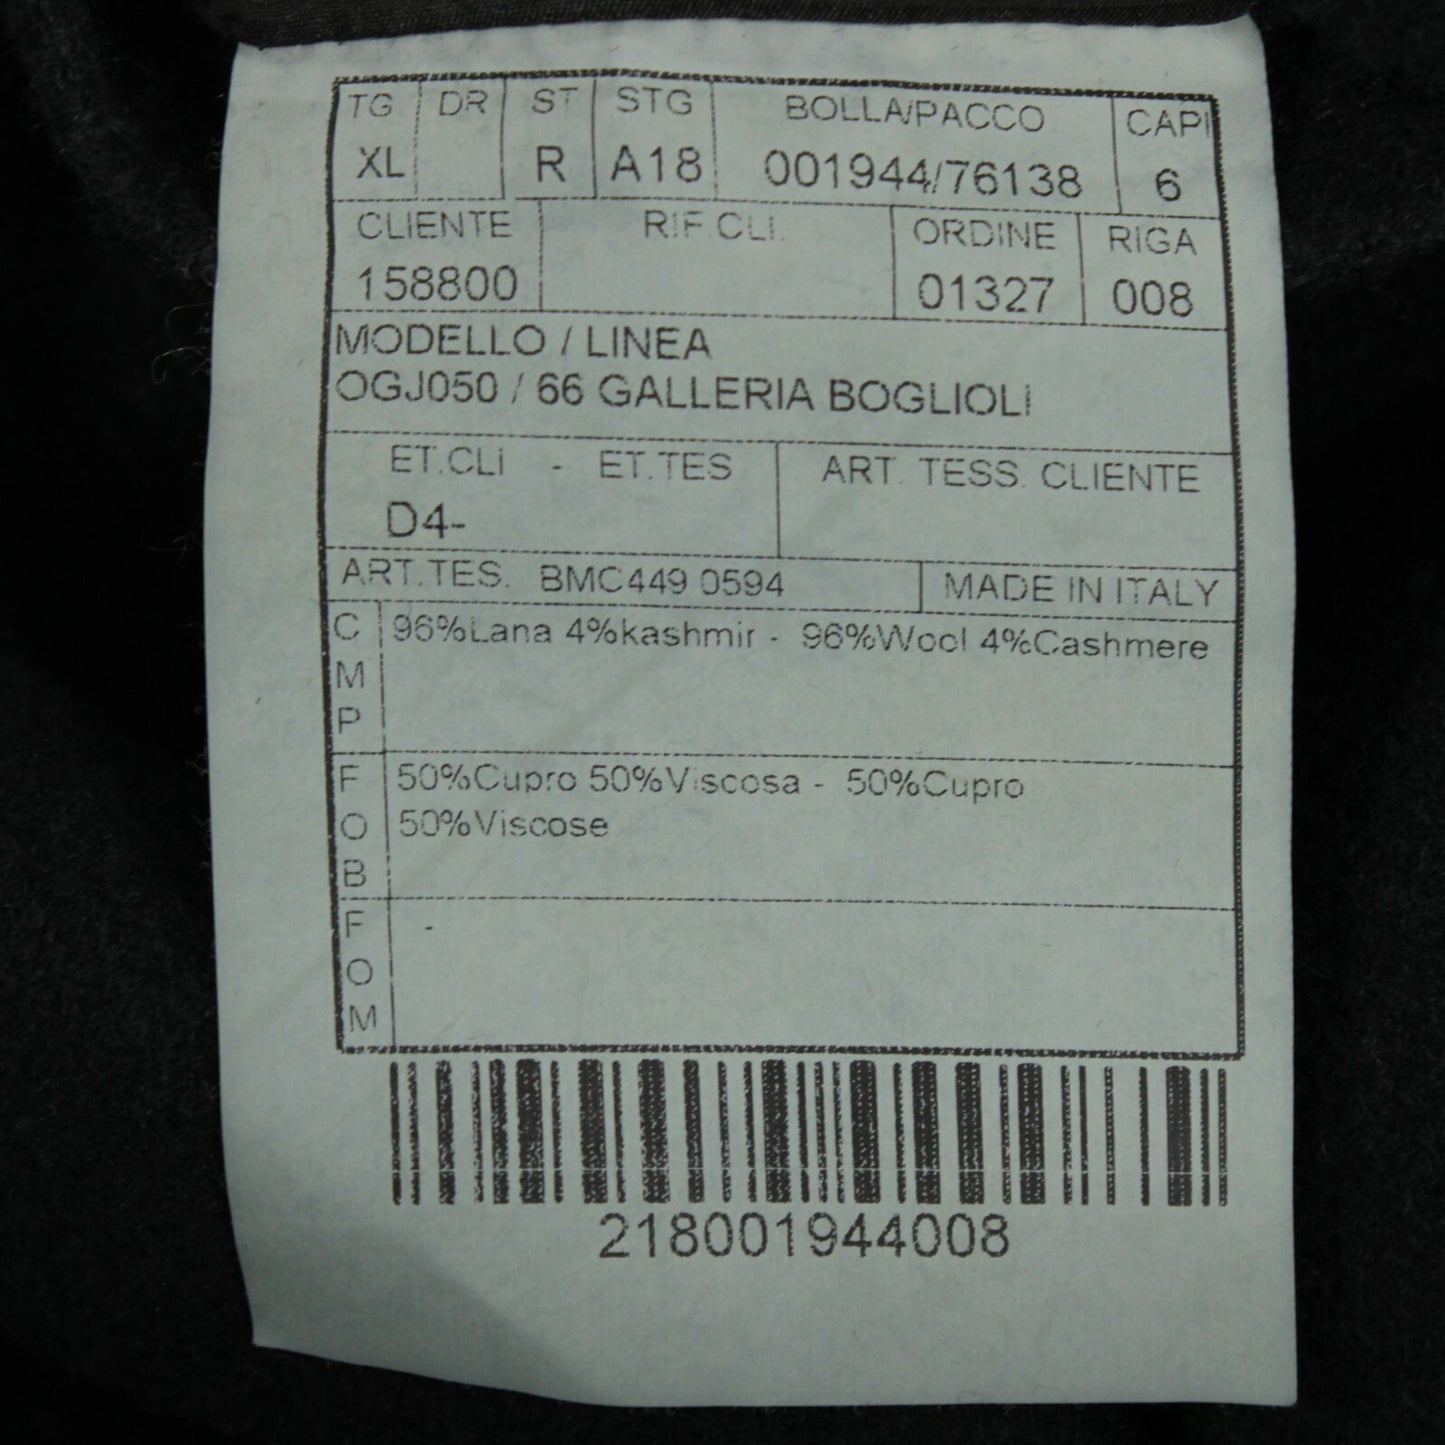 TG DR ST STG BOLLA/PACCO CAPI
XL R A18 001944/76138 6
CLIENTE RIF.CLI. ORDINE RIGA
158800 01327 008
MODELLO / LINEA
OGJ050 / 66 GALLERIA BOGLIOLI
ET.CLI - ET.TES ART. TESS. CLIENTE
D4-
ART.TES. BMC449 0594 MADE IN ITALY
C 96%Lana 4%kashmir - 96%Wool 4%Cashmere
M
P
F 50%Cupro 50%Viscosa - 50%Cupro
O 50%Viscose
B
F -
O
M
218001944008